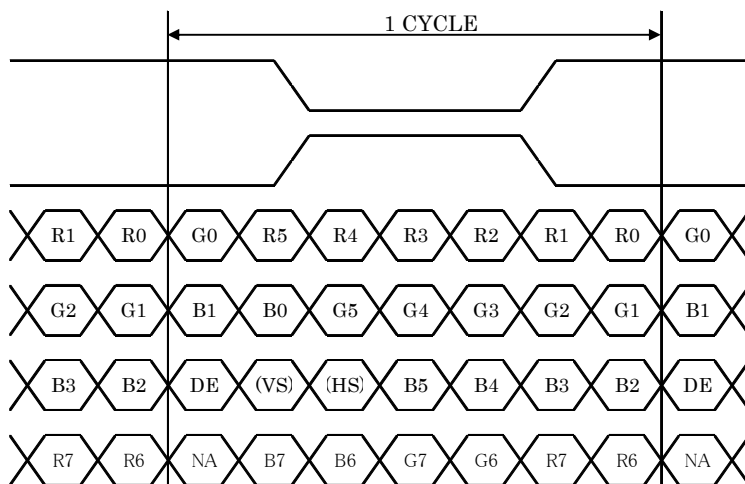 1 CYCLE
R1 R0 G0 R5 R4 R3 R2 R1 R0 G0
G2 G1 B1 B0 G5 G4 G3 G2 G1 B1
B3 B2 DE (VS) (HS) B5 B4 B3 B2 DE
R7 R6 NA B7 B6 G7 G6 R7 R6 NA